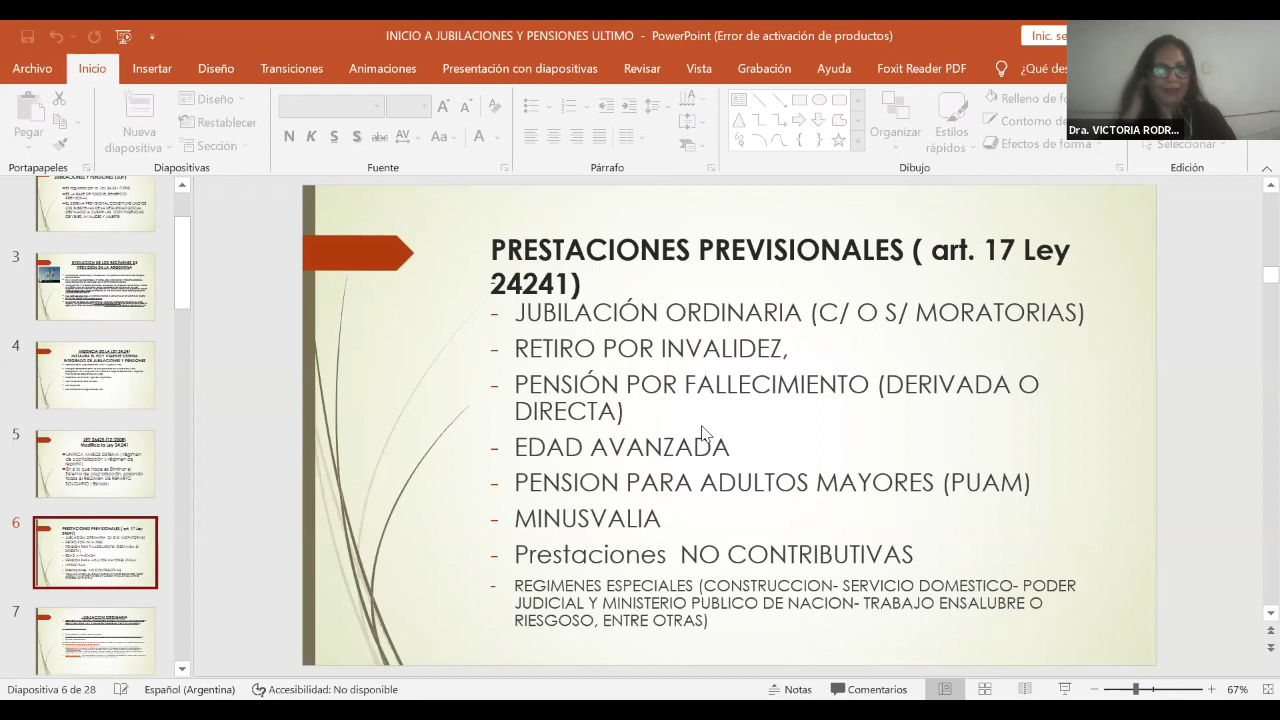 INICIO A JUBILACIONES Y PENSIONES ULTIMO - PowerPoint (Error de activación de productos)
Inic. se
Archivo Inicio Insertar Diseño Transiciones Animaciones Presentación con diapositivas Revisar Vista Grabación Ayuda Foxit Reader PDF ¿Qué des
Pegar
Nueva diapositiva
Diseño
Restablecer
Sección
N K S abc AV Aa A
Organizar
Estilos rápidos
Relleno de fo
Contorno de
Efectos de forma
Seleccionar
Portapapeles Diapositivas Fuente Párrafo Dibujo Edición
Dra. VICTORIA RODR...
JUBILACIONES Y PENSIONES
3
4
5
6
7
PRESTACIONES PREVISIONALES ( art. 17 Ley
24241)
- JUBILACIÓN ORDINARIA (C/ O S/ MORATORIAS)
- RETIRO POR INVALIDEZ,
- PENSIÓN POR FALLECIMIENTO (DERIVADA O
DIRECTA)
- EDAD AVANZADA
- PENSION PARA ADULTOS MAYORES (PUAM)
- MINUSVALIA
- Prestaciones NO CONTRIBUTIVAS
- REGIMENES ESPECIALES (CONSTRUCCION- SERVICIO DOMESTICO- PODER
JUDICIAL Y MINISTERIO PUBLICO DE NACION- TRABAJO ENSALUBRE O
RIESGOSO, ENTRE OTRAS)
Diapositiva 6 de 28 Español (Argentina) Accesibilidad: No disponible Notas Comentarios 67%